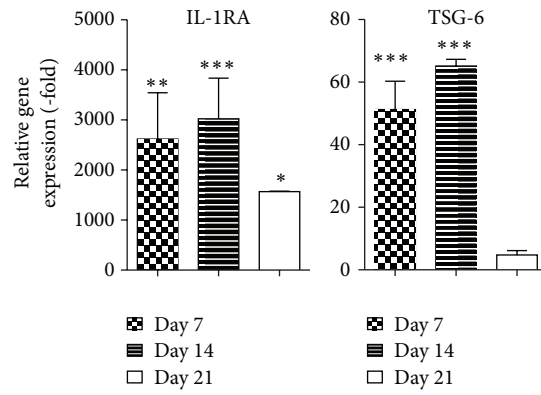 IL-1RA
TSG-6
Relative gene
expression (-fold)
5000
4000
3000
2000
1000
0
**
***
*
80
60
40
20
0
***
***
Day 7
Day 14
Day 21
Day 7
Day 14
Day 21